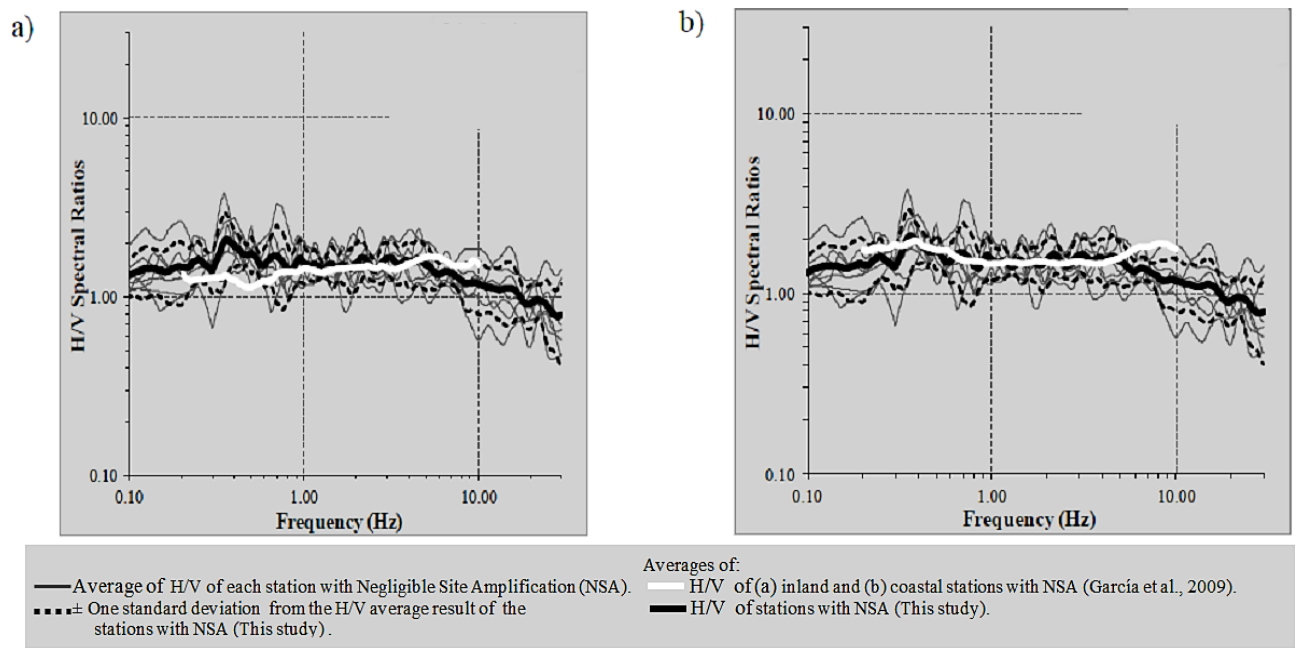 a)
H/V Spectral Ratios
10.00
1.00
0.10
0.10 1.00 10.00
Frequency (Hz)
b)
H/V Spectral Ratios
10.00
1.00
0.10
0.10 1.00 10.00
Frequency (Hz)
Average of H/V of each station with Negligible Site Amplification (NSA).
± One standard deviation from the H/V average result of the
stations with NSA (This study).
Averages of:
H/V of (a) inland and (b) coastal stations with NSA (García et al., 2009).
H/V of stations with NSA (This study).